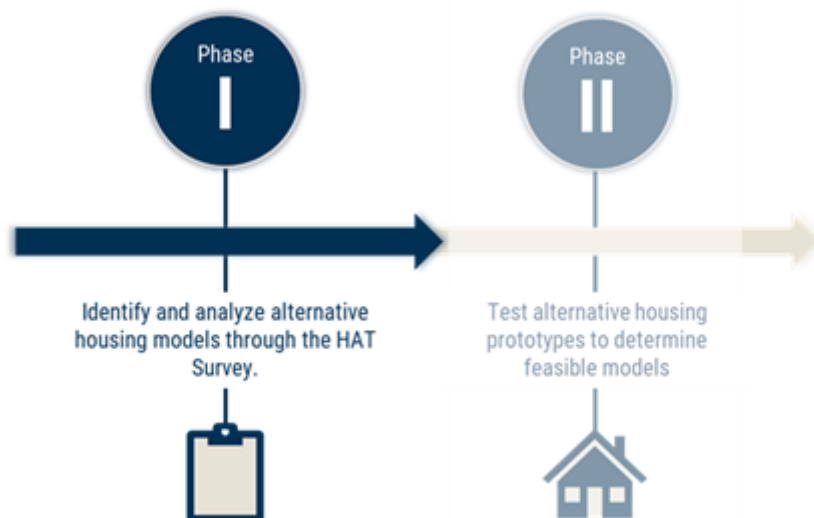 Phase
I
Phase
II
Identify and analyze alternative
housing models through the HAT
Survey.
Test alternative housing
prototypes to determine
feasible models